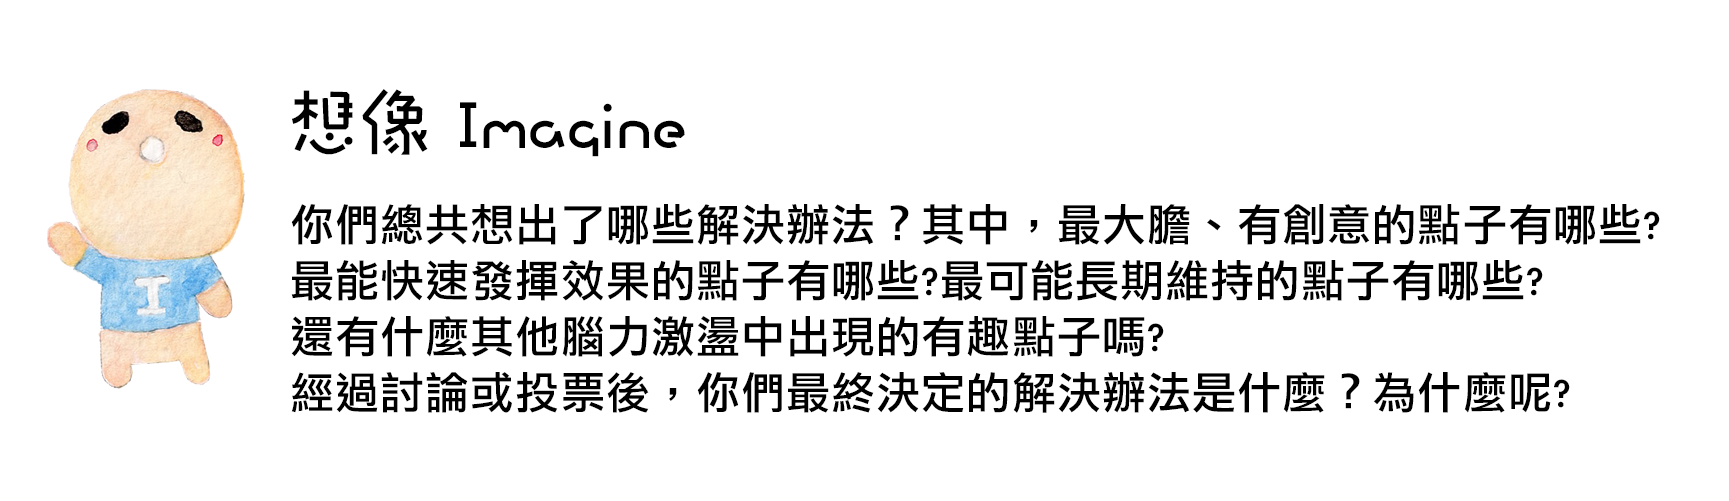 想像 Imagine
你們總共想出了哪些解決辦法？其中，最大膽、有創意的點子有哪些?
最能快速發揮效果的點子有哪些?最可能長期維持的點子有哪些?
還有什麼其他腦力激盪中出現的有趣點子嗎?
經過討論或投票後，你們最終決定的解決辦法是什麼？為什麼呢?
I